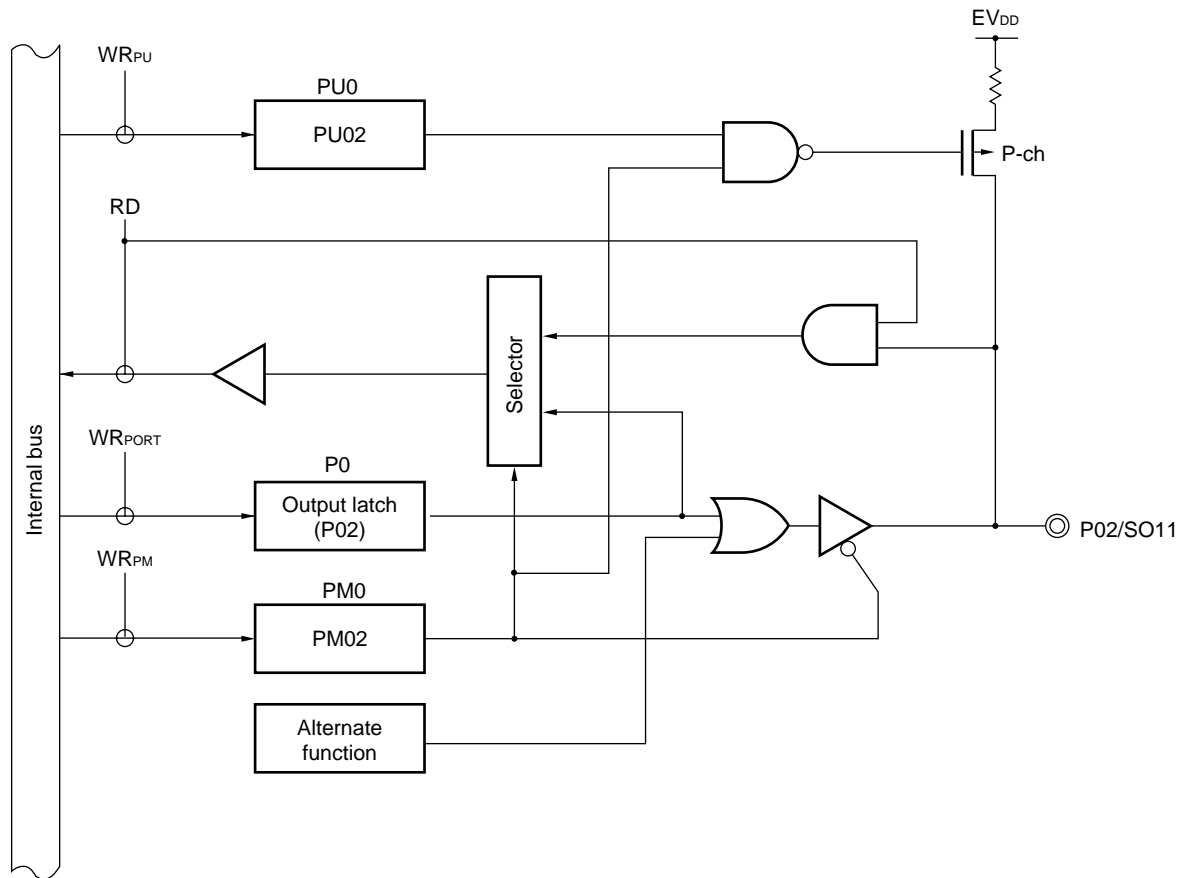 EVDD
WRPU
PU0
PU02
P-ch
RD
Selector
Internal bus
WRPORT
P0
Output latch
(P02)
P02/SO11
WRPM
PM0
PM02
Alternate
function